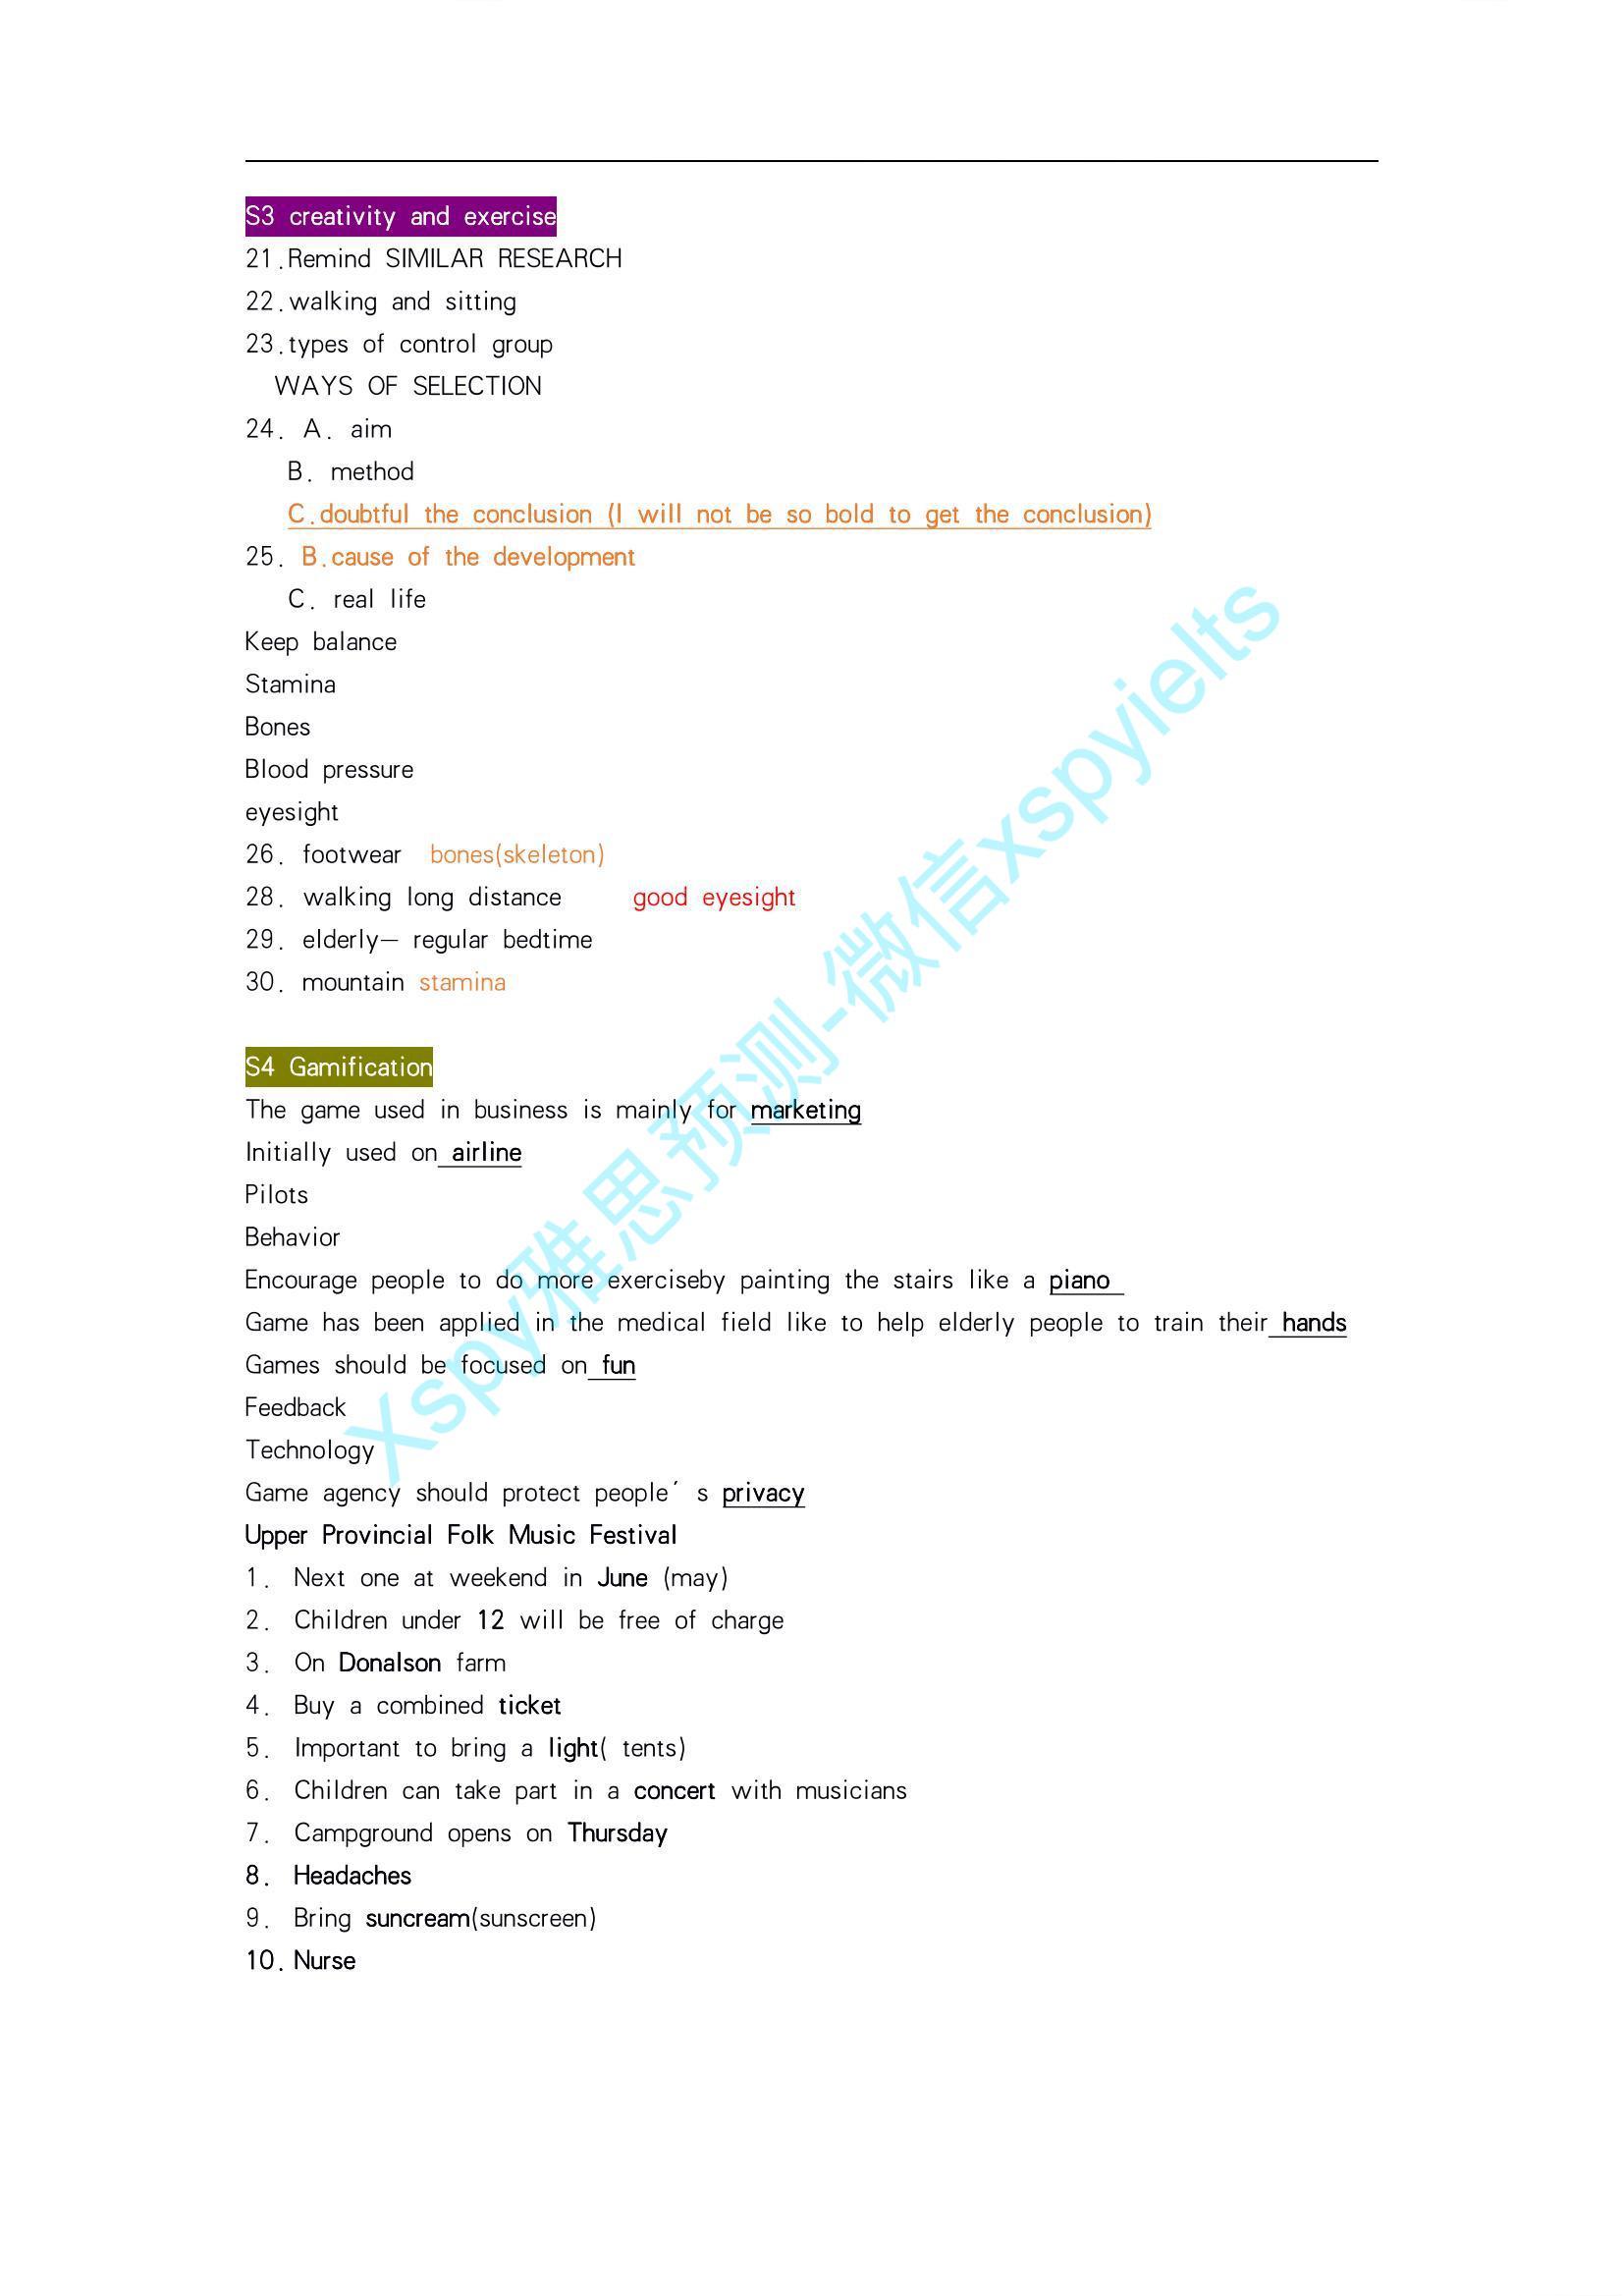 S3 creativity and exercise
21.Remind SIMILAR RESEARCH
22.walking and sitting
23.types of control group
WAYS OF SELECTION
24. A. aim
B. method
C.doubtful the conclusion (I will not be so bold to get the conclusion)
25. B.cause of the development
C. real life
Keep balance
Stamina
Bones
Blood pressure
eyesight
26. footwear bones(skeleton)
28. walking long distance good eyesight
29. elderly— regular bedtime
30. mountain stamina
S4 Gamification
The game used in business is mainly for marketing
Initially used on airline
Pilots
Behavior
Encourage people to do more exerciseby painting the stairs like a piano
Game has been applied in the medical field like to help elderly people to train their hands
Games should be focused on fun
Feedback
Technology
Game agency should protect people´ s privacy
Upper Provincial Folk Music Festival
1. Next one at weekend in June (may)
2. Children under 12 will be free of charge
3. On Donalson farm
4. Buy a combined ticket
5. Important to bring a light( tents)
6. Children can take part in a concert with musicians
7. Campground opens on Thursday
8. Headaches
9. Bring suncream(sunscreen)
10. Nurse
Xspy雅思预测-微信xspyielts